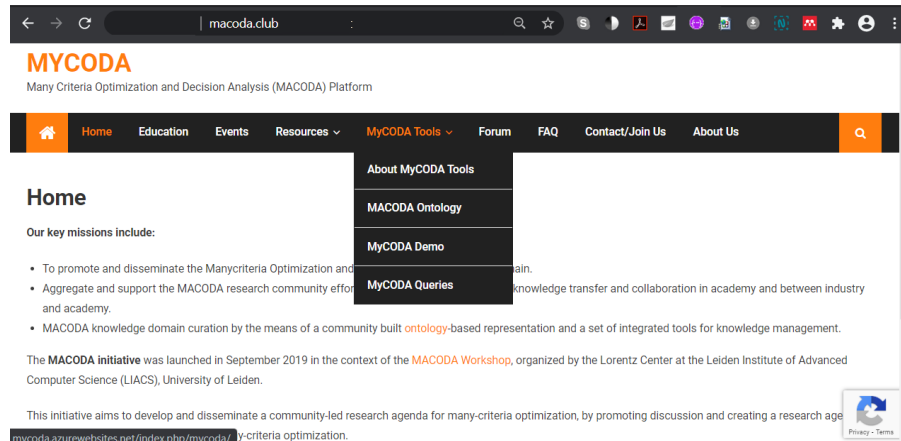 macoda.club
MYCODA
Many Criteria Optimization and Decision Analysis (MACODA) Platform
Home Education Events Resources MyCODA Tools Forum FAQ Contact/Join Us About Us
About MyCODA Tools
MACODA Ontology
MyCODA Demo
MyCODA Queries
Home
Our key missions include:
• To promote and disseminate the Manycriteria Optimization and
• Aggregate and support the MACODA research community knowledge transfer and collaboration in academy and between industry
and academy.
• MACODA knowledge domain curation by the means of a community built ontology-based representation and a set of integrated tools for knowledge management.
The MACODA initiative was launched in September 2019 in the context of the MACODA Workshop, organized by the Lorentz Center at the Leiden Institute of Advanced
Computer Science (LIACS), University of Leiden.
This initiative aims to develop and disseminate a community-led research agenda for many-criteria optimization, by promoting discussion and creating a research
mycoda.azurewebsites.net/index.php/mycoda/ y-criteria optimization.
Privacy - Terms